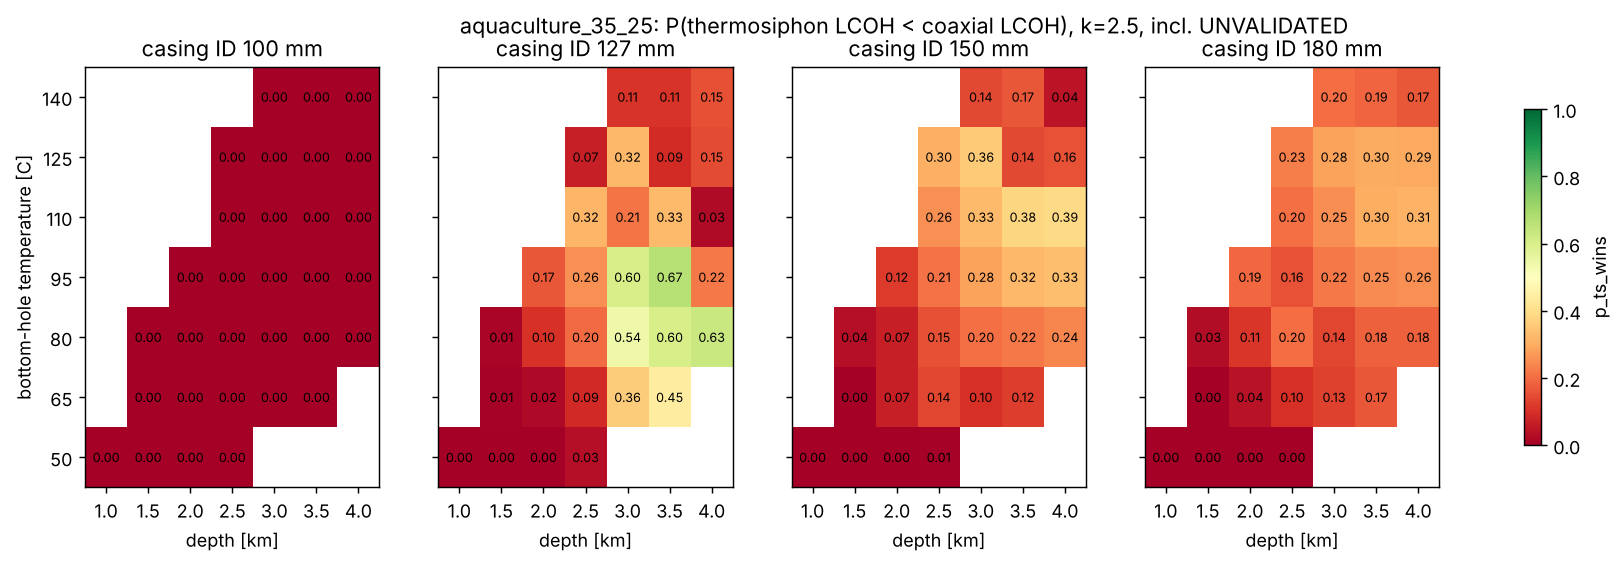 aquaculture_35_25: P(thermosiphon LCOH < coaxial LCOH), k=2.5, incl. UNVALIDATED
casing ID 100 mm
casing ID 127 mm
casing ID 150 mm
casing ID 180 mm
bottom-hole temperature [C]
140
125
110
95
80
65
50
0.00 0.00 0.00
0.00 0.00 0.00 0.00
0.00 0.00 0.00 0.00
0.00 0.00 0.00 0.00 0.00
0.00 0.00 0.00 0.00 0.00 0.00
0.00 0.00 0.00 0.00 0.00
0.00 0.00 0.00 0.00
1.0 1.5 2.0 2.5 3.0 3.5 4.0
depth [km]
0.11 0.11 0.15
0.07 0.32 0.09 0.15
0.32 0.21 0.33 0.03
0.17 0.26 0.60 0.67 0.22
0.01 0.10 0.20 0.54 0.60 0.63
0.01 0.02 0.09 0.36 0.45
0.00 0.00 0.00 0.03
1.0 1.5 2.0 2.5 3.0 3.5 4.0
depth [km]
0.14 0.17 0.04
0.30 0.36 0.14 0.16
0.26 0.33 0.38 0.39
0.12 0.21 0.28 0.32 0.33
0.04 0.07 0.15 0.20 0.22 0.24
0.00 0.07 0.14 0.10 0.12
0.00 0.00 0.00 0.01
1.0 1.5 2.0 2.5 3.0 3.5 4.0
depth [km]
0.20 0.19 0.17
0.23 0.28 0.30 0.29
0.20 0.25 0.30 0.31
0.19 0.16 0.22 0.25 0.26
0.03 0.11 0.20 0.14 0.18 0.18
0.00 0.04 0.10 0.13 0.17
0.00 0.00 0.00 0.00
1.0 1.5 2.0 2.5 3.0 3.5 4.0
depth [km]
1.0
0.8
0.6
0.4
0.2
0.0
p_ts_wins